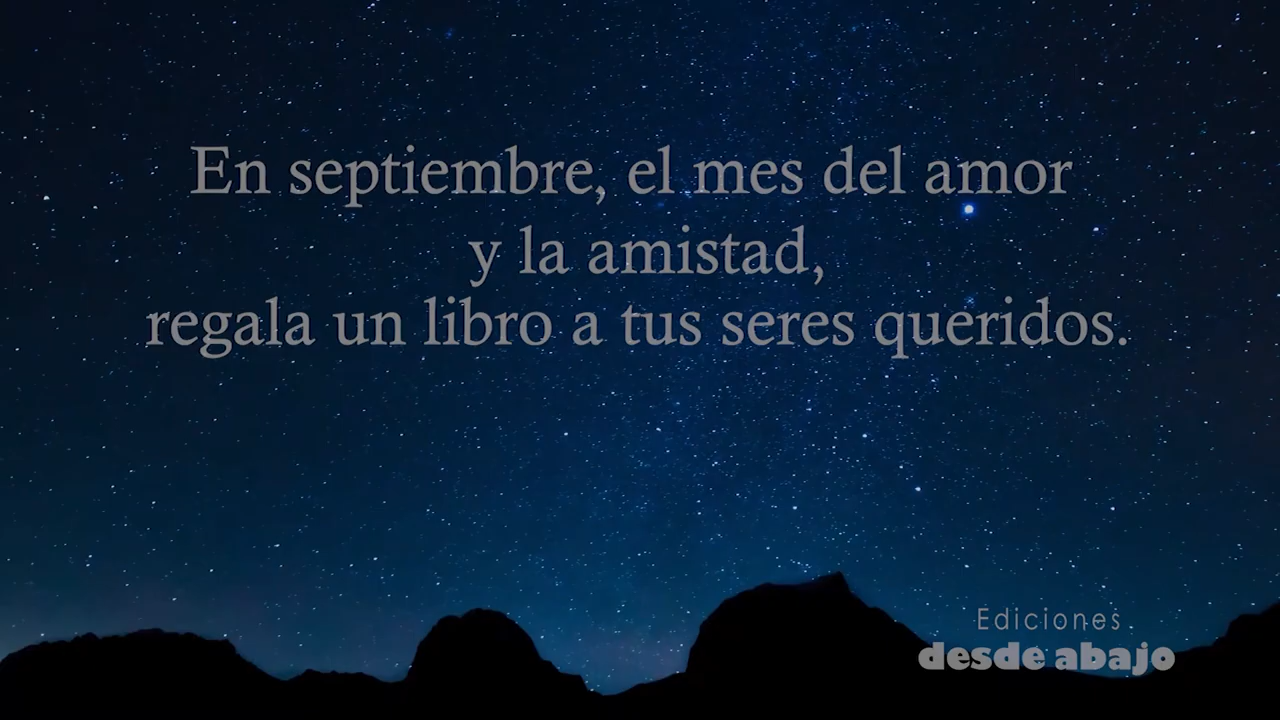 En septiembre, el mes del amor
y la amistad,
regala un libro a tus seres queridos.
Ediciones
desde abajo